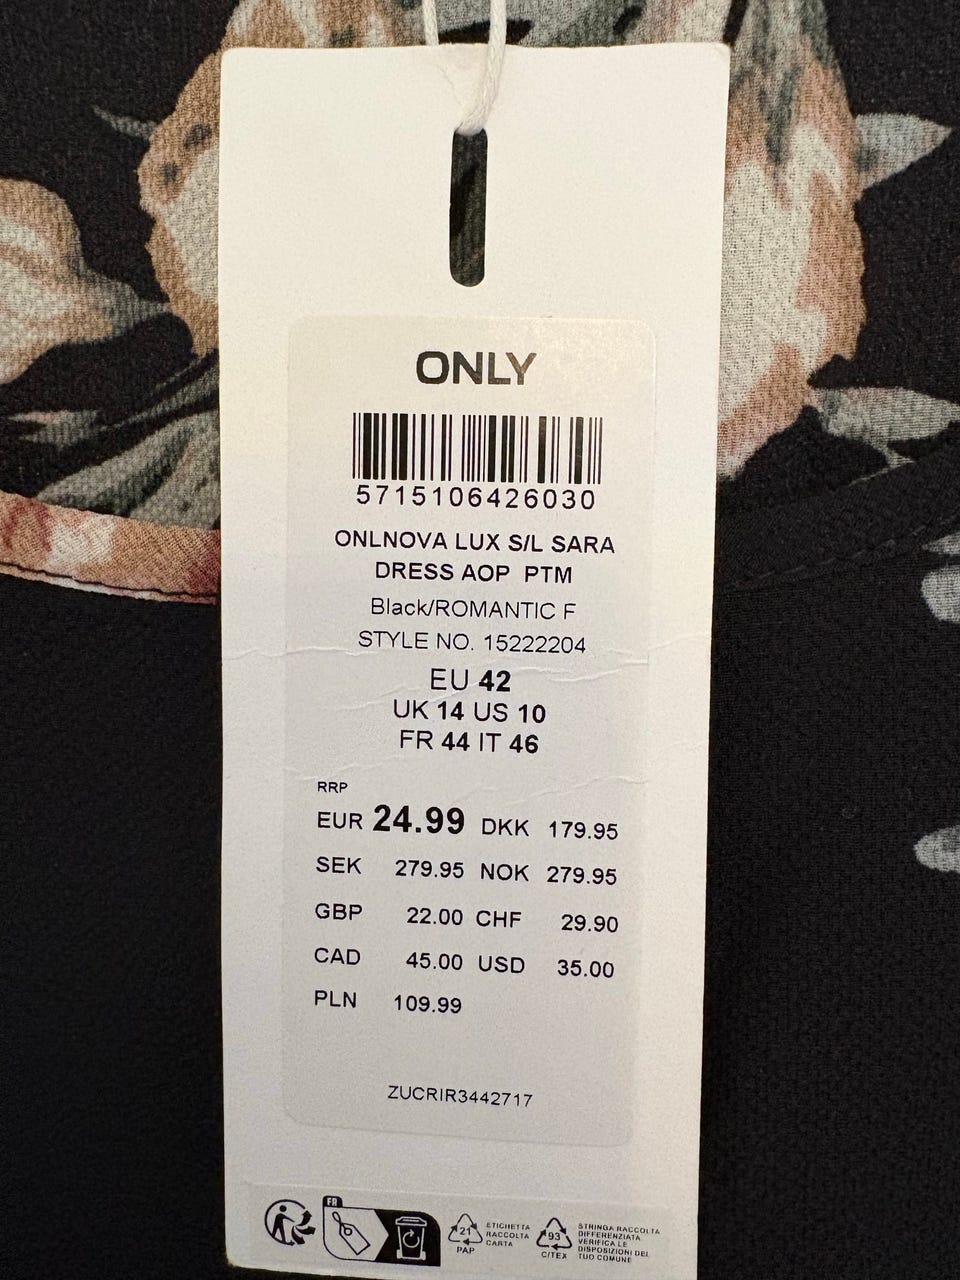 ONLY
5715106426030
ONLNOVA LUX S/L SARA
DRESS AOP PTM
Black/ROMANTIC F
STYLE NO. 15222204
EU 42
UK 14 US 10
FR 44 IT 46
RRP
EUR 24.99 DKK 179.95
SEK 279.95 NOK 279.95
GBP 22.00 CHF 29.90
CAD 45.00 USD 35.00
PLN 109.99
ZUCRIR3442717
FR
21
PAP
ETICHETTA
RACCOLTA
CARTA
93
C/TEX
STRINGA RACCOLTA
DIFFERENZIATA
VERIFICA LE
DISPOSIZIONI DEL
TUO COMUNE